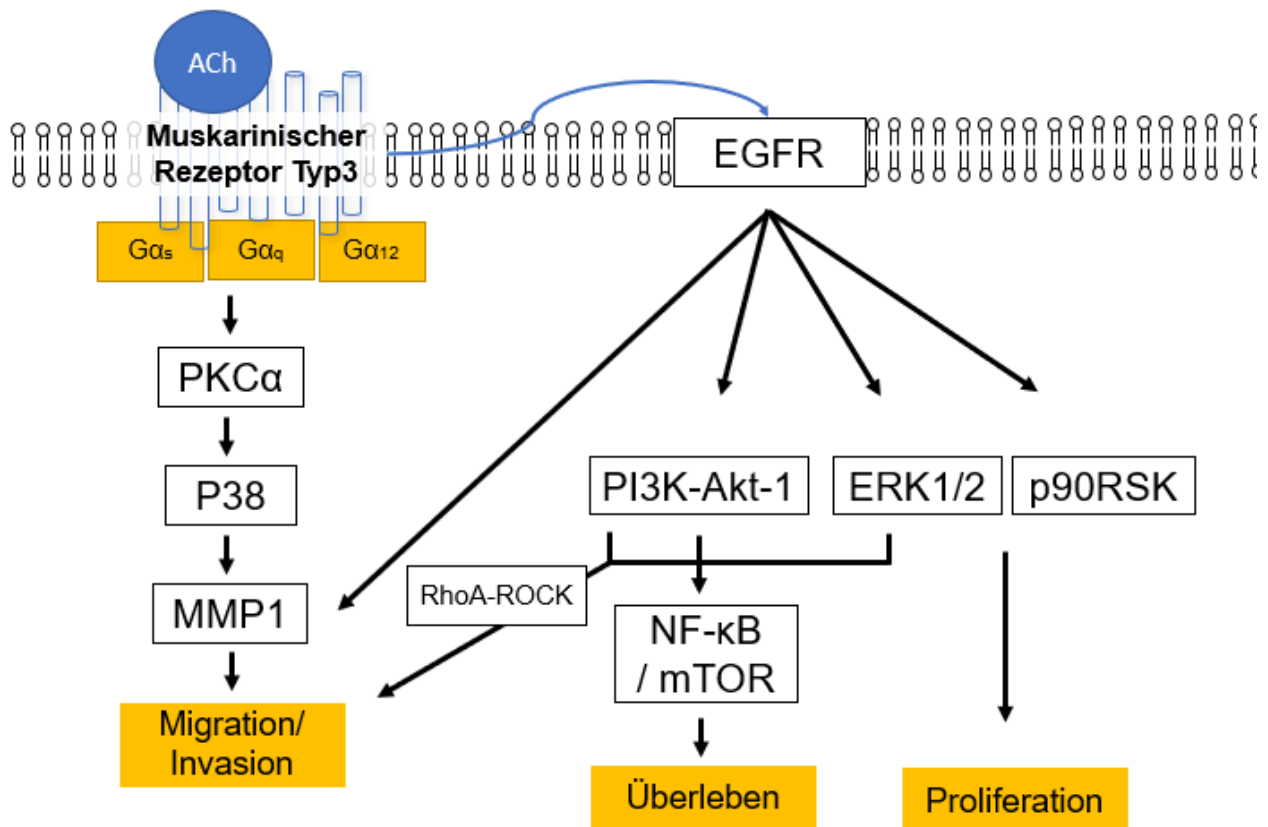 ACh
Muskarinischer
Rezeptor Typ3
EGFR
Gαs
Gαq
Gα12
PKCα
P38
MMP1
Migration/
Invasion
PI3K-Akt-1
ERK1/2
p90RSK
RhoA-ROCK
NF-κB
/ mTOR
Überleben
Proliferation